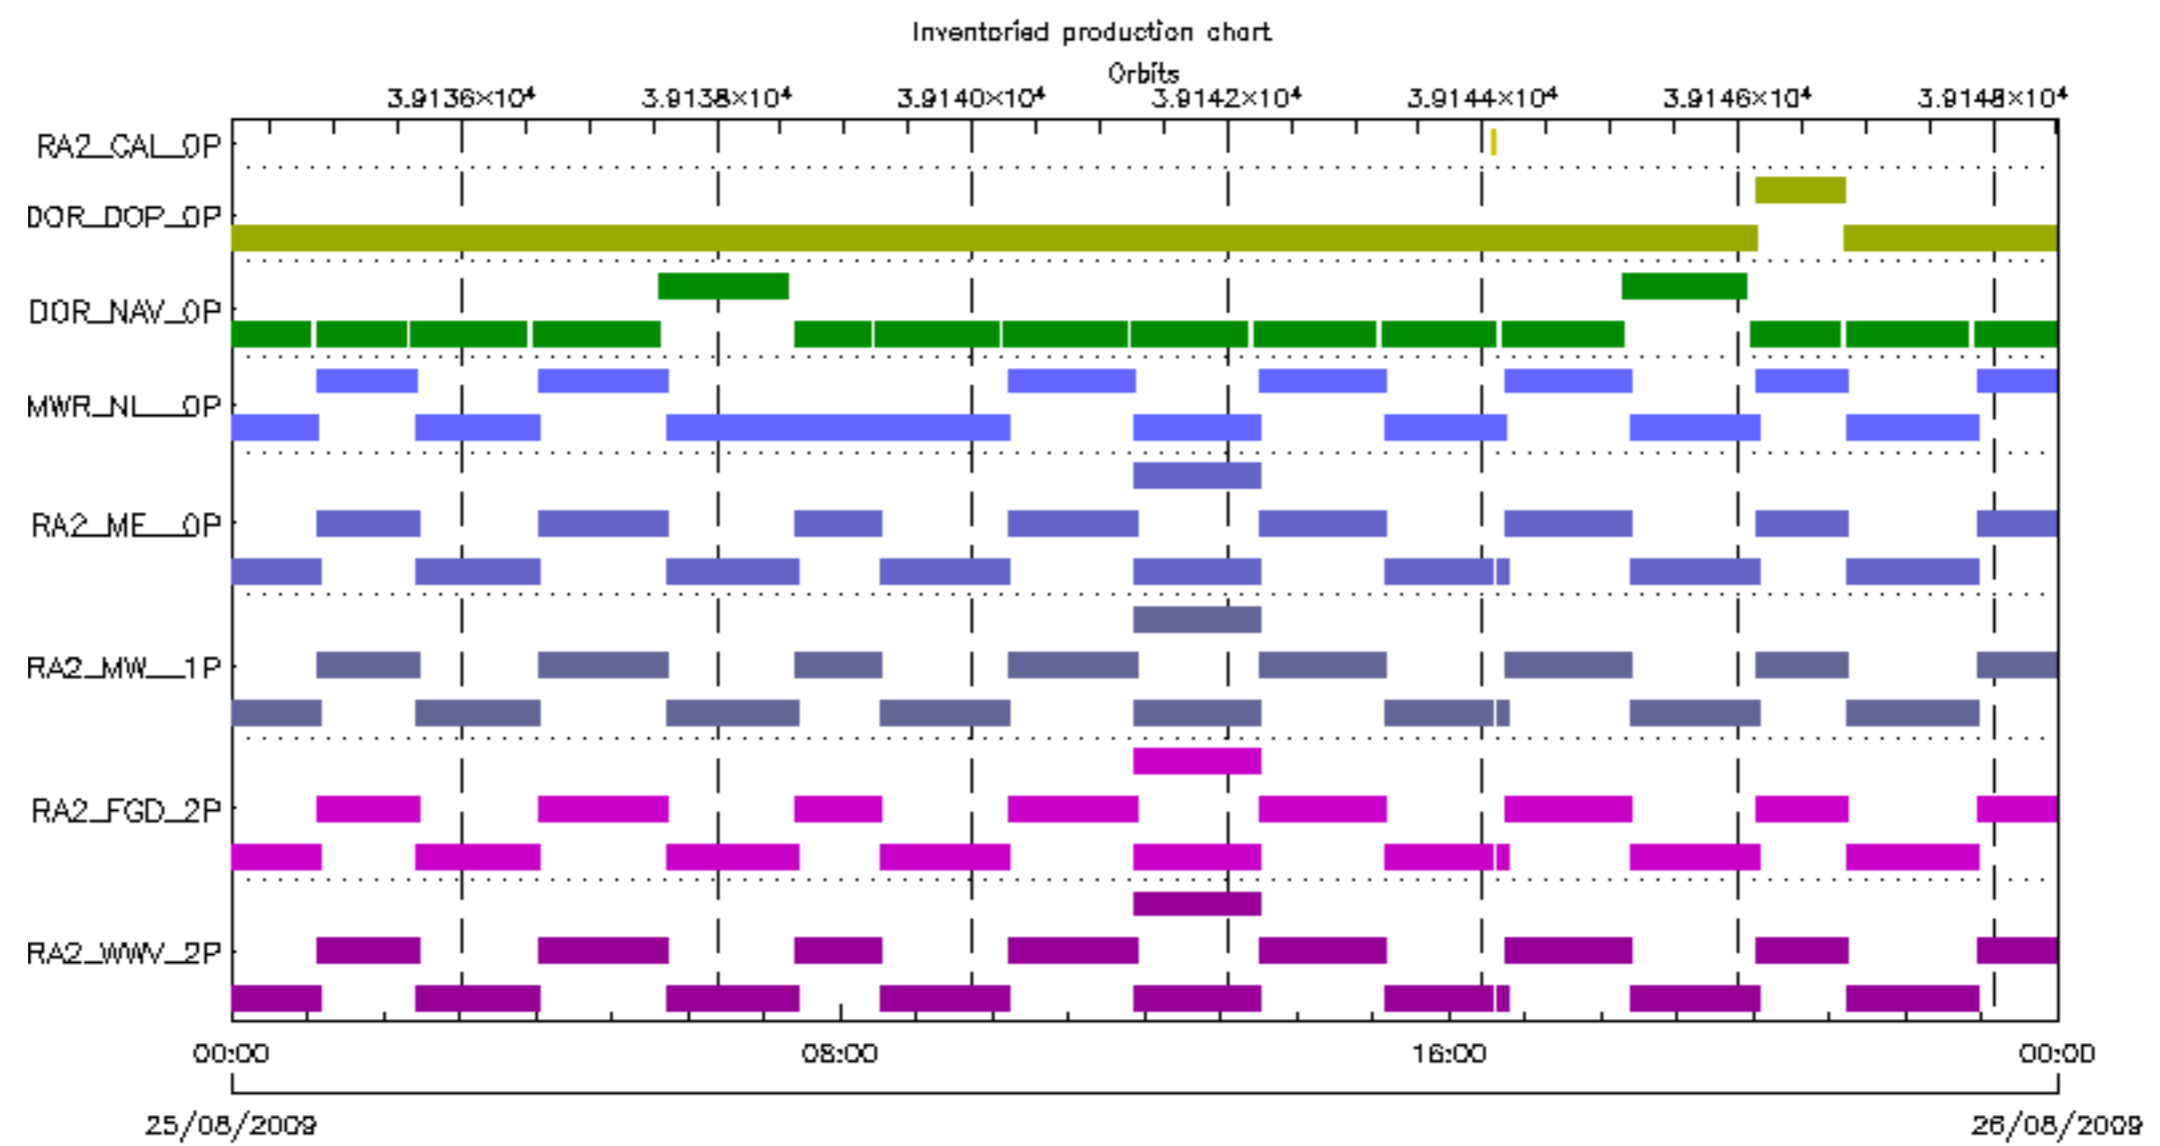 Inventoried production chart
Orbits
3.9136×10⁴ 3.9138×10⁴ 3.9140×10⁴ 3.9142×10⁴ 3.9144×10⁴ 3.9146×10⁴ 3.9148×10⁴
RA2_CAL_0P
DOR_DOP_0P
DOR_NAV_0P
MWR_NL__0P
RA2_ME__0P
RA2_MW__1P
RA2_FGD_2P
RA2_WWV_2P
00:00 08:00 16:00 00:00
25/08/2009 26/08/2009